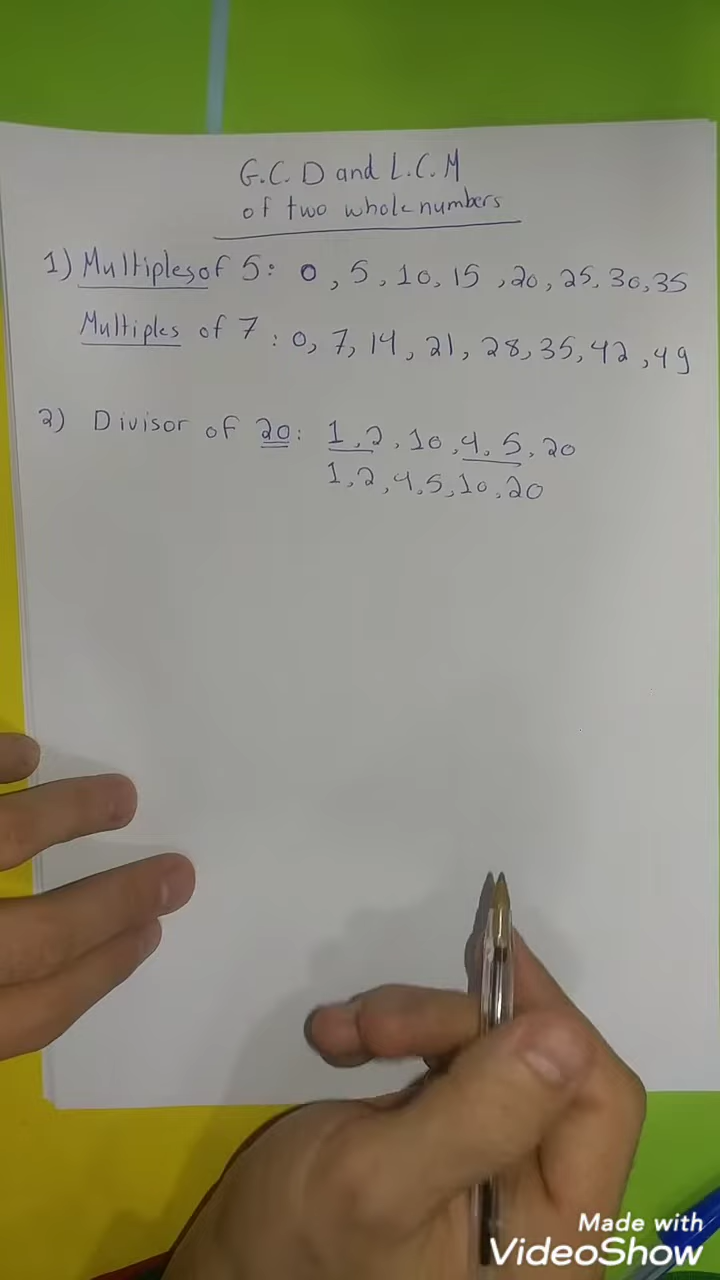 G.C.D and L.C.M
of two whole numbers
1) Multiples of 5: 0, 5, 10, 15, 20, 25, 30, 35
Multiples of 7: 0, 7, 14, 21, 28, 35, 42, 49
2) Divisor of 20: 1, 2, 10, 4, 5, 20
1, 2, 4, 5, 10, 20
Made with
VideoShow